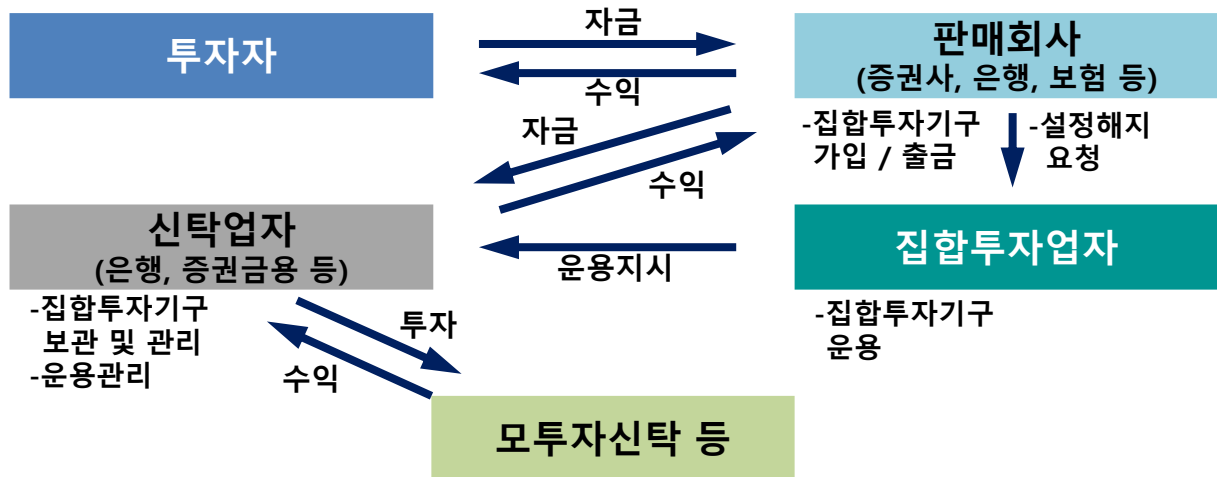 투자자
자금
수익
판매회사
(증권사, 은행, 보험 등)
자금
수익
-집합투자기구
가입 / 출금
-설정해지
요청
신탁업자
(은행, 증권금용 등)
운용지시
집합투자업자
-집합투자기구
보관 및 관리
-운용관리
투자
수익
-집합투자기구
운용
모투자신탁 등